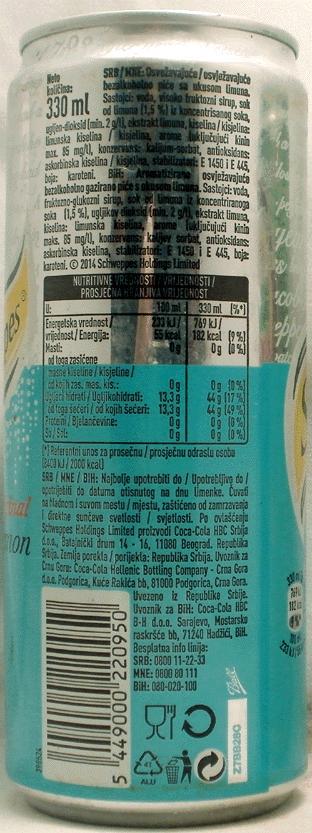 Neto
količina:
330 ml
SRB/MNE: Osvežavajuće/osvježavajuće
bezalkoholno piće sa ukusom limuna.
Sastojci: voda, visoko fruktozni sirup, sok
od limuna (1,5 %) iz koncentrisanog soka,
ugljen-dioksid (min. 2 g/l), ekstrakt limuna, kiselina / kisjelina:
limunska kiselina / kisjelina, arome (uključujući kinin
max. 85 mg/l), konzervans: kalijum-sorbat, antioksidans:
askorbinska kiselina / kisjelina, stabilizatori: E 1450 i E 445,
boja: karoteni. BiH: Aromatizirano osvježavajuće
bezalkoholno gazirano piće s okusom limuna. Sastojci: voda,
fruktozno-glukozni sirup, sok od limuna iz koncentriranoga
soka (1,5 %), ugljikov dioksid (min. 2 g/l), ekstrakt limuna,
kiselina: limunska kiselina, arome (uključujući kinin
maks. 85 mg/l), konzervans: kalijev sorbat, antioksidans:
askorbinska kiselina, stabilizatori: E 1450 i E 445, boja:
karoteni. © 2014 Schweppes Holdings Limited
NUTRITIVNE VREDNOSTI / VRIJEDNOSTI /
PROSJEČNA HRANJIVA VRIJEDNOST
U: 100 ml 330 ml (%*)
Energetska vrednost / 233 kJ / 769 kJ /
vrijednost / Energija: 55 kcal 182 kcal (9 %)
Masti: 0 g 0 g (0 %)
od toga zasićene
masne kiseline / kisjeline /
od kojih zas. mas. kis.: 0 g 0 g (0 %)
Ugljeni hidrati / Ugljikohidrati: 13,3 g 44 g (17 %)
od toga šećeri / od kojih šećeri: 13,3 g 44 g (49 %)
Proteini / Bjelančevine: 0 g 0 g (0 %)
So / Sol: 0 g 0 g (0 %)
(*) Referentni unos za prosečnu / prosječnu odraslu osobu
(8400 kJ / 2000 kcal)
SRB / MNE / BiH: Najbolje upotrebiti do / Upotrebljivo do /
upotrijebiti do datuma otisnutog na dnu limenke. Čuvati
na hladnom i suvom mestu / mjestu, zaštićeno od zamrzavanja
i direktne sunčeve svetlosti / svjetlosti. Po ovlašćenju
Schweppes Holdings Limited proizvodi Coca-Cola HBC Srbija
d.o.o., Batajnički drum 14 - 16, 11080 Beograd, Republika
Srbija. Zemlja porekla / porijekla: Republika Srbija. Uvoznik za
Crnu Goru: Coca-Cola Hellenic Bottling Company - Crna Gora
d.o.o. Podgorica, Kuće Rakića bb, 81000 Podgorica, Crna Gora.
Uvezeno iz Republike Srbije.
Uvoznik za BiH: Coca-Cola HBC
B-H d.o.o. Sarajevo, Mostarsko
raskršće bb, 71240 Hadžići, BiH.
Besplatna info linija:
SRB: 0800 11-22-33
MNE: 0800 80 111
BiH: 080-020-100
5 449000 220950
41
ALU
Ball
Z7BB28C